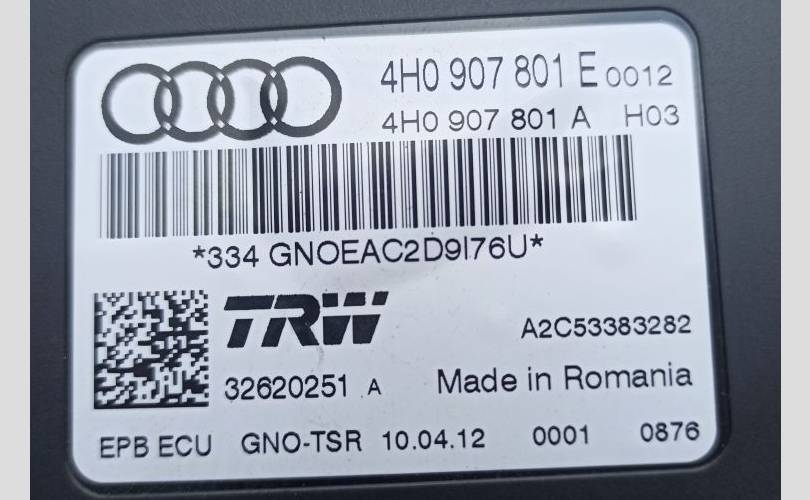 4H0 907 801 E 0012
4H0 907 801 A H03
*334 GNOEAC2D9I76U*
TRW
A2C53383282
32620251 A
Made in Romania
EPB ECU GNO-TSR 10.04.12 0001 0876